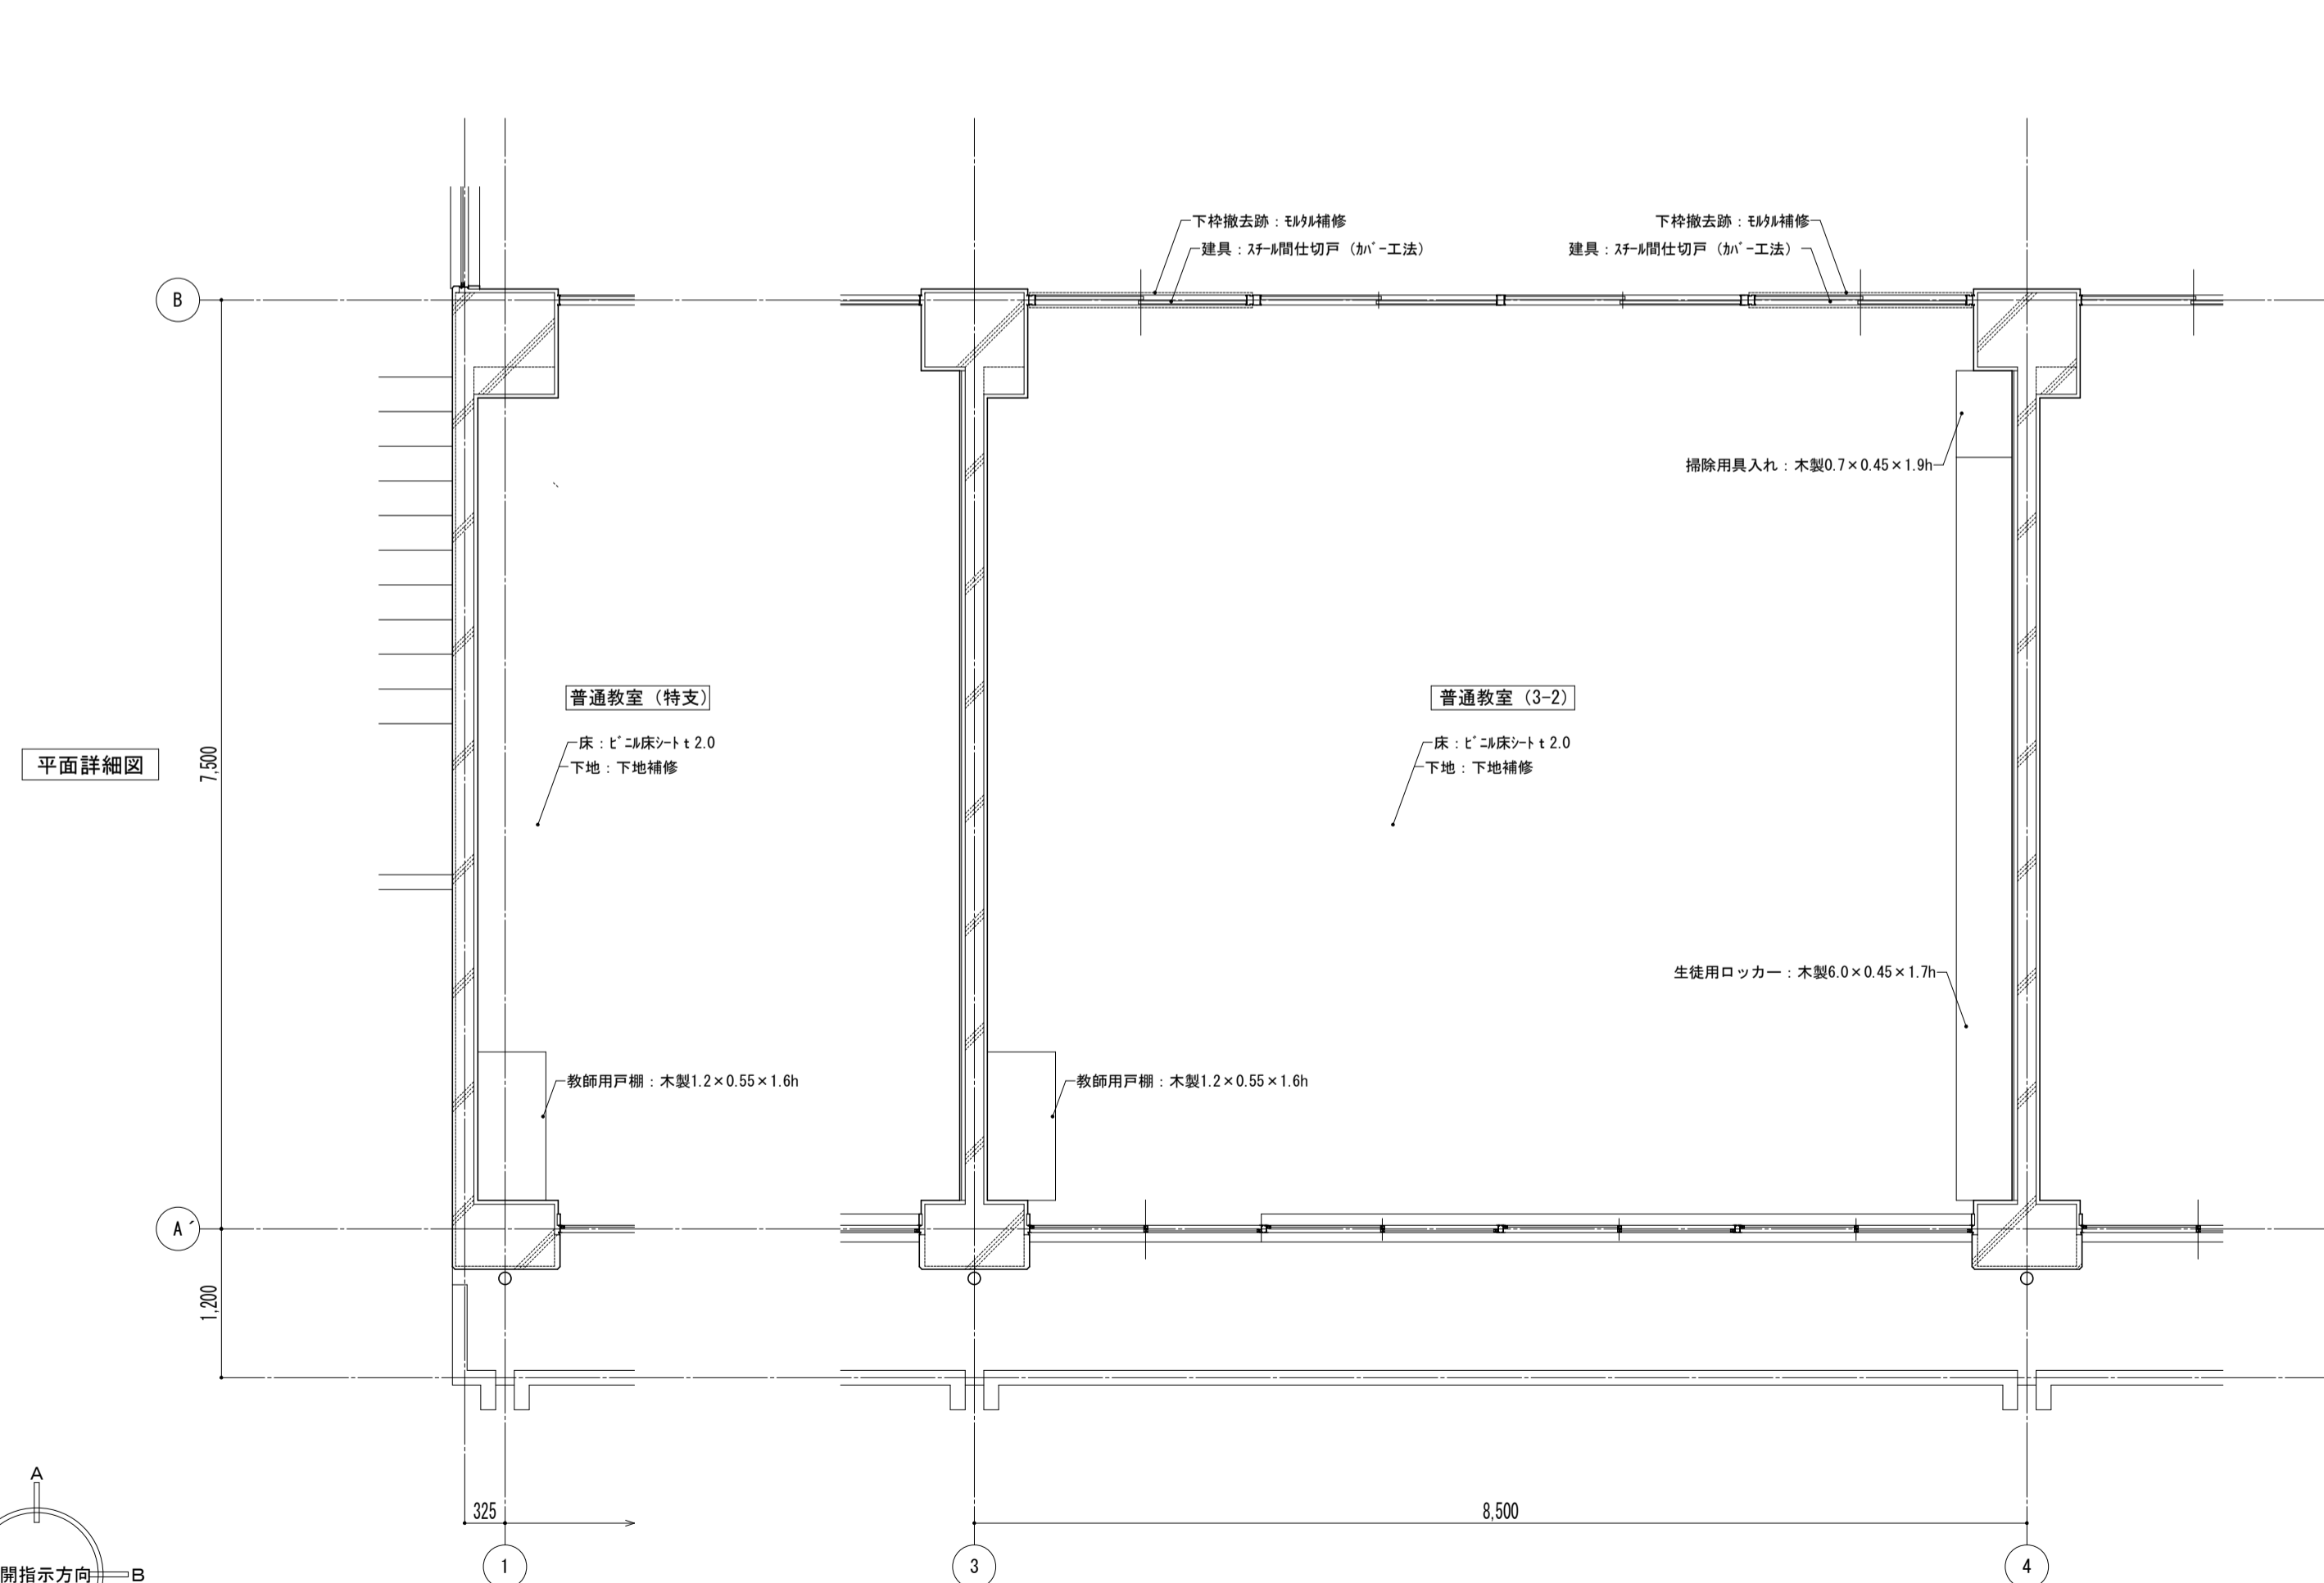 下枠撤去跡：ﾓﾙﾀﾙ補修
下枠撤去跡：ﾓﾙﾀﾙ補修
建具：ｽﾁｰﾙ間仕切戸（ｶﾊﾞｰ工法）
建具：ｽﾁｰﾙ間仕切戸（ｶﾊﾞｰ工法）
B
掃除用具入れ：木製0.7×0.45×1.9h
普通教室（特支）
普通教室（3-2）
床：ﾋﾞﾆﾙ床ｼｰﾄ t 2.0
床：ﾋﾞﾆﾙ床ｼｰﾄ t 2.0
平面詳細図
7,500
下地：下地補修
下地：下地補修
生徒用ロッカー：木製6.0×0.45×1.7h
教師用戸棚：木製1.2×0.55×1.6h
教師用戸棚：木製1.2×0.55×1.6h
A´
1,200
A
325
8,500
1
3
4
開指示方向
B